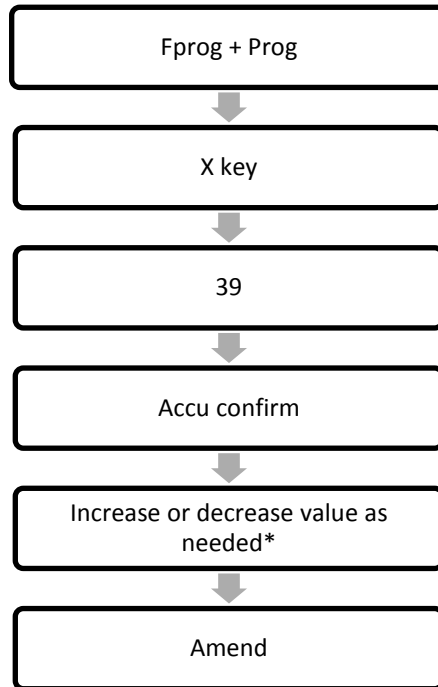 Fprog + Prog
X key
39
Accu confirm
Increase or decrease value as
needed*
Amend